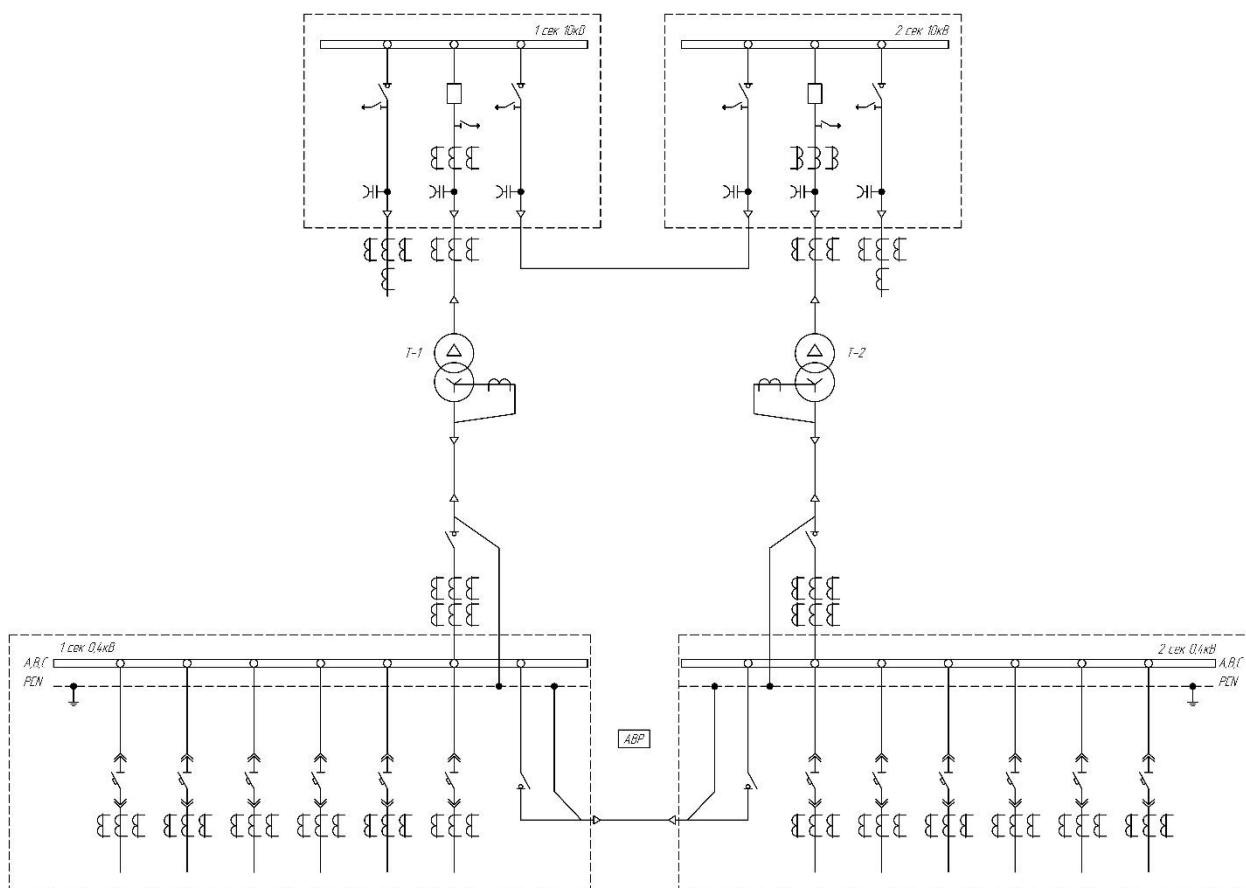 1 сек 10кВ
2 сек 10кВ
Т-1
Т-2
1 сек 0,4кВ
2 сек 0,4кВ
A,B,C
A,B,C
PEN
PEN
АВР